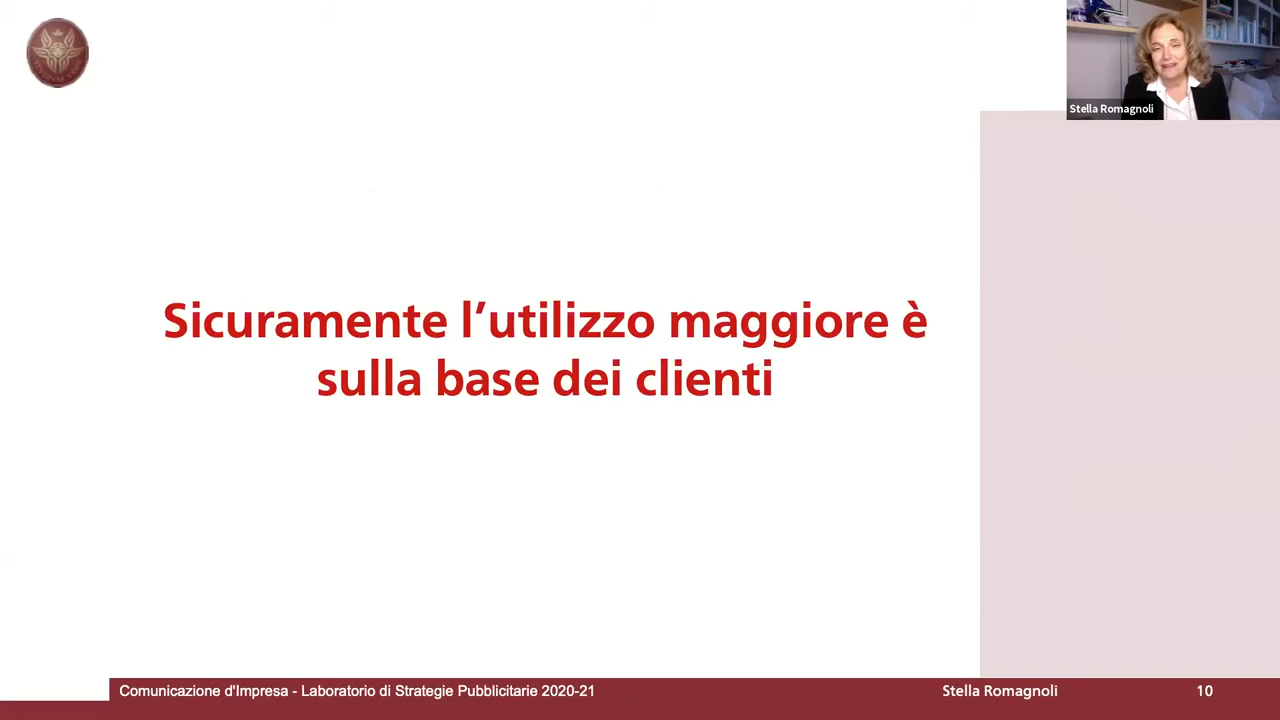 Stella Romagnoli
Sicuramente l’utilizzo maggiore è
sulla base dei clienti
Comunicazione d'Impresa - Laboratorio di Strategie Pubblicitarie 2020-21
Stella Romagnoli
10